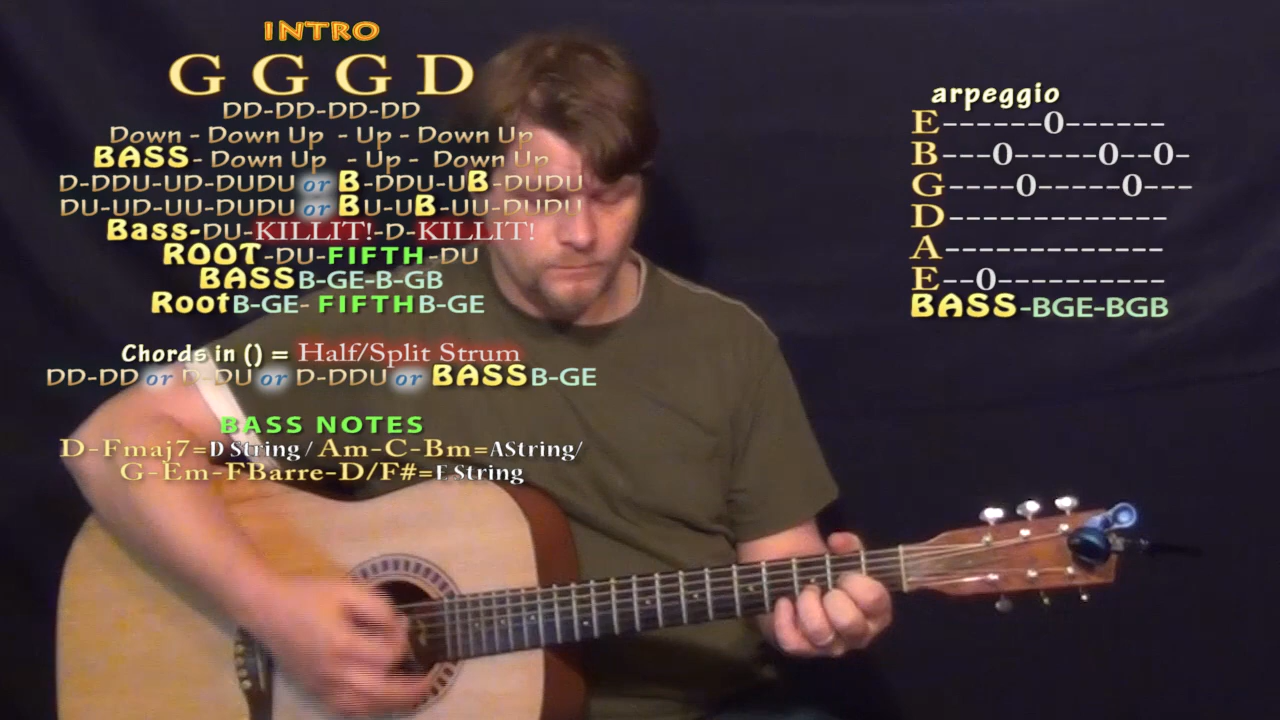 INTRO
G G G D
DD-DD-DD-DD
Down - Down Up - Up - Down Up
BASS- Down Up - Up - Down Up
D-DDU-UD-DUDU or B-DDU-UB-DUDU
DU-UD-UU-DUDU or BU-UB-UU-DUDU
Bass-DU-KILLIT!-D-KILLIT!
ROOT-DU-FIFTH-DU
BASSB-GE-B-GB
RootB-GE- FIFTHB-GE
Chords in () = Half/Split Strum
DD-DD or D-DU or D-DDU or BASSB-GE
BASS NOTES
D-Fmaj7=D String / Am-C-Bm=AString/
G-Em-FBarre-D/F#=E String
arpeggio
E------0------
B---0------0--0-
G----0-----0---
D-------------
A-------------
E--0----------
BASS-BGE-BGB